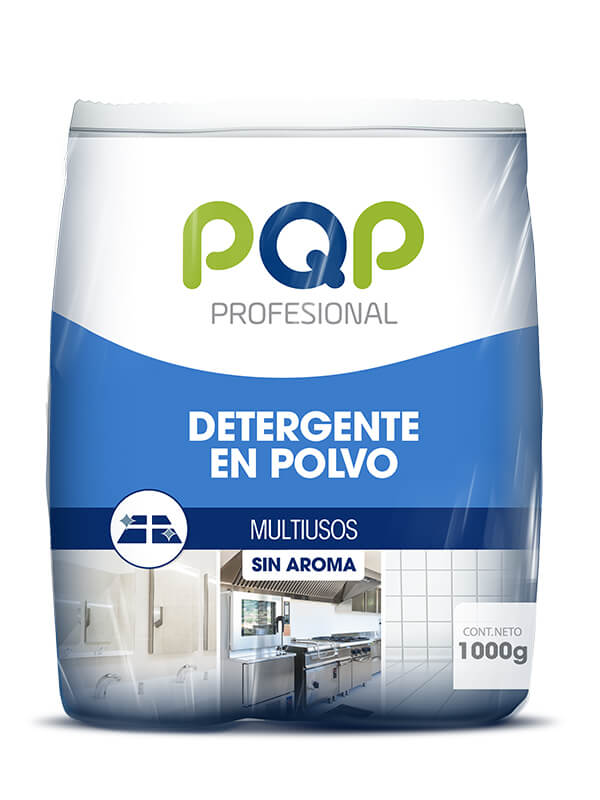 PQP
PROFESIONAL
DETERGENTE
EN POLVO
MULTIUSOS
SIN AROMA
CONT.NETO
1000g